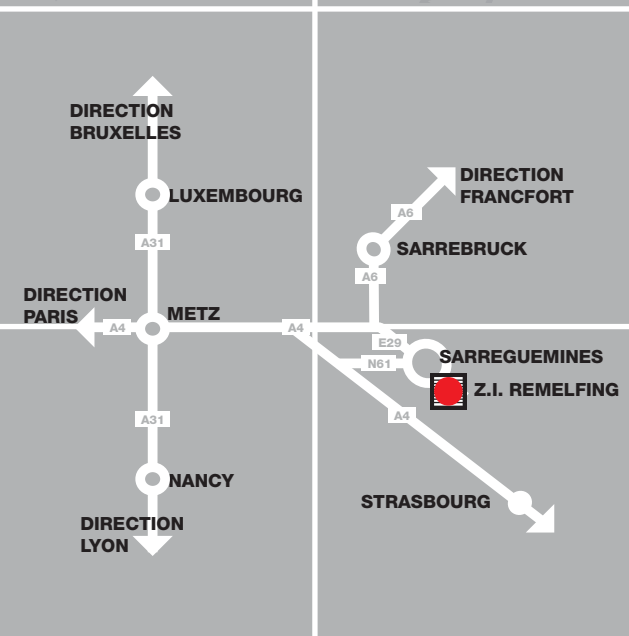 DIRECTION
BRUXELLES
LUXEMBOURG
A31
DIRECTION
PARIS
A4
METZ
A31
NANCY
DIRECTION
LYON
DIRECTION
FRANCFORT
A6
SARREBRUCK
A6
A4
E29
SARREGUEMINES
N61
Z.I. REMELFING
A4
STRASBOURG